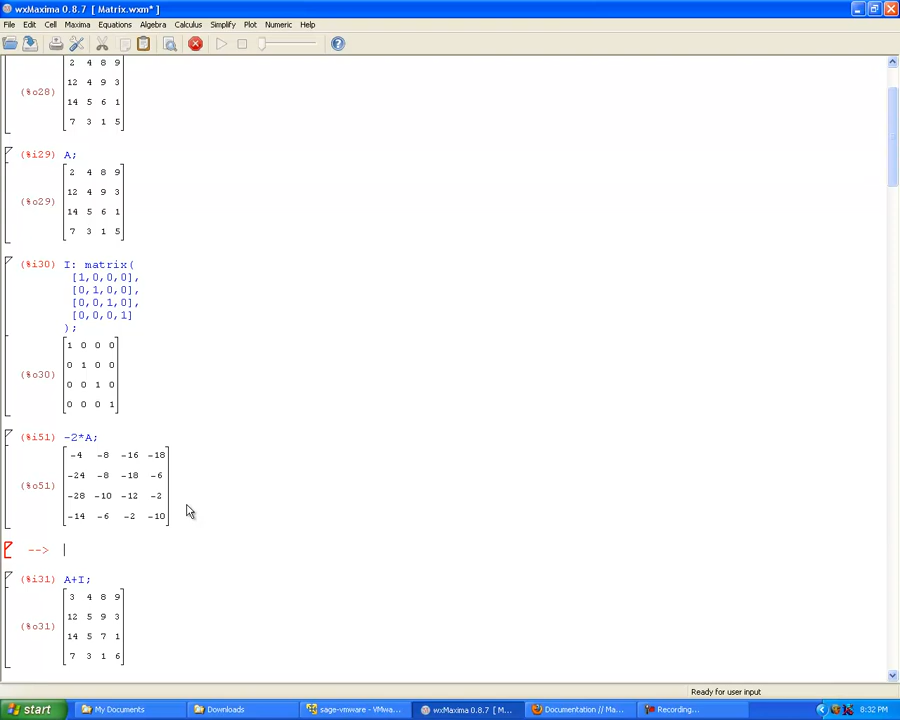 wxMaxima 0.8.7 [ Matrix.wxm* ]
File Edit Cell Maxima Equations Algebra Calculus Simplify Plot Numeric Help
2 4 8 9
12 4 9 3
(%o28)
14 5 6 1
7 3 1 5
(%i29) A;
2 4 8 9
12 4 9 3
(%o29)
14 5 6 1
7 3 1 5
(%i30) I: matrix(
[1,0,0,0],
[0,1,0,0],
[0,0,1,0],
[0,0,0,1]
);
1 0 0 0
0 1 0 0
(%o30)
0 0 1 0
0 0 0 1
(%i51) -2*A;
-4 -8 -16 -18
-24 -8 -18 -6
(%o51)
-28 -10 -12 -2
-14 -6 -2 -10
-->
(%i31) A+I;
3 4 8 9
12 5 9 3
(%o31)
14 5 7 1
7 3 1 6
Ready for user input
start My Documents Downloads sage-vmware - VMwa... wxMaxima 0.8.7 [ M... Documentation // Ma... Recording... 8:32 PM